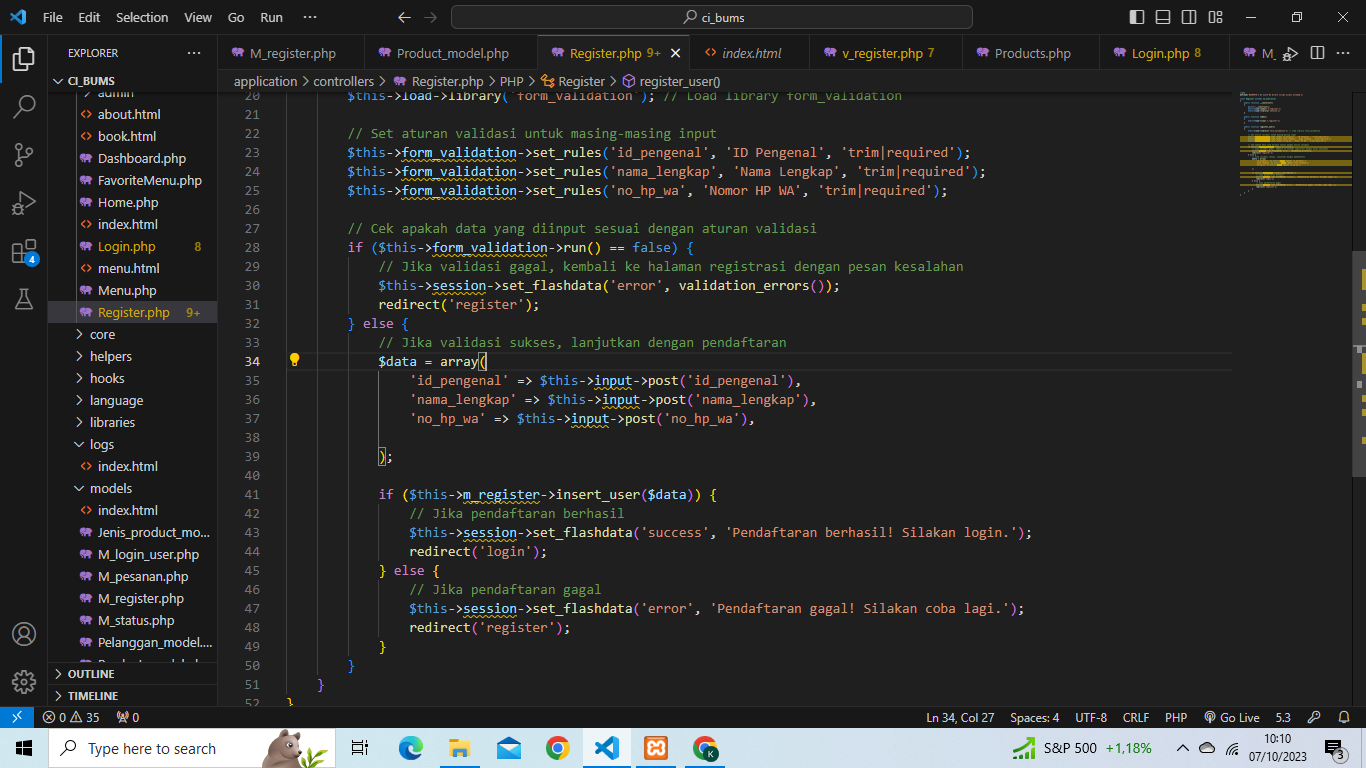 File Edit Selection View Go Run ··· ci_bums
EXPLORER ···
M_register.php Product_model.php Register.php 9+ index.html v_register.php 7 Products.php Login.php 8 M_
CI_BUMS
application > controllers > Register.php > PHP > Register > register_user()
admin
about.html
book.html
Dashboard.php
FavoriteMenu.php
Home.php
index.html
Login.php 8
menu.html
Menu.php
Register.php 9+
core
helpers
hooks
language
libraries
logs
index.html
models
index.html
Jenis_product_mo...
M_login_user.php
M_pesanan.php
M_register.php
M_status.php
Pelanggan_model....
OUTLINE
TIMELINE
4
20 $this->load->library('form_validation'); // Load library form_validation
21
22 // Set aturan validasi untuk masing-masing input
23 $this->form_validation->set_rules('id_pengenal', 'ID Pengenal', 'trim|required');
24 $this->form_validation->set_rules('nama_lengkap', 'Nama Lengkap', 'trim|required');
25 $this->form_validation->set_rules('no_hp_wa', 'Nomor HP WA', 'trim|required');
26
27 // Cek apakah data yang diinput sesuai dengan aturan validasi
28 if ($this->form_validation->run() == false) {
29 // Jika validasi gagal, kembali ke halaman registrasi dengan pesan kesalahan
30 $this->session->set_flashdata('error', validation_errors());
31 redirect('register');
32 } else {
33 // Jika validasi sukses, lanjutkan dengan pendaftaran
34 $data = array(
35 'id_pengenal' => $this->input->post('id_pengenal'),
36 'nama_lengkap' => $this->input->post('nama_lengkap'),
37 'no_hp_wa' => $this->input->post('no_hp_wa'),
38
39 );
40
41 if ($this->m_register->insert_user($data)) {
42 // Jika pendaftaran berhasil
43 $this->session->set_flashdata('success', 'Pendaftaran berhasil! Silakan login.');
44 redirect('login');
45 } else {
46 // Jika pendaftaran gagal
47 $this->session->set_flashdata('error', 'Pendaftaran gagal! Silakan coba lagi.');
48 redirect('register');
49 }
50 }
51 }
52 }
0 35 0 Ln 34, Col 27 Spaces: 4 UTF-8 CRLF PHP Go Live 5.3
Type here to search S&P 500 +1,18% 10:10
07/10/2023 3
K